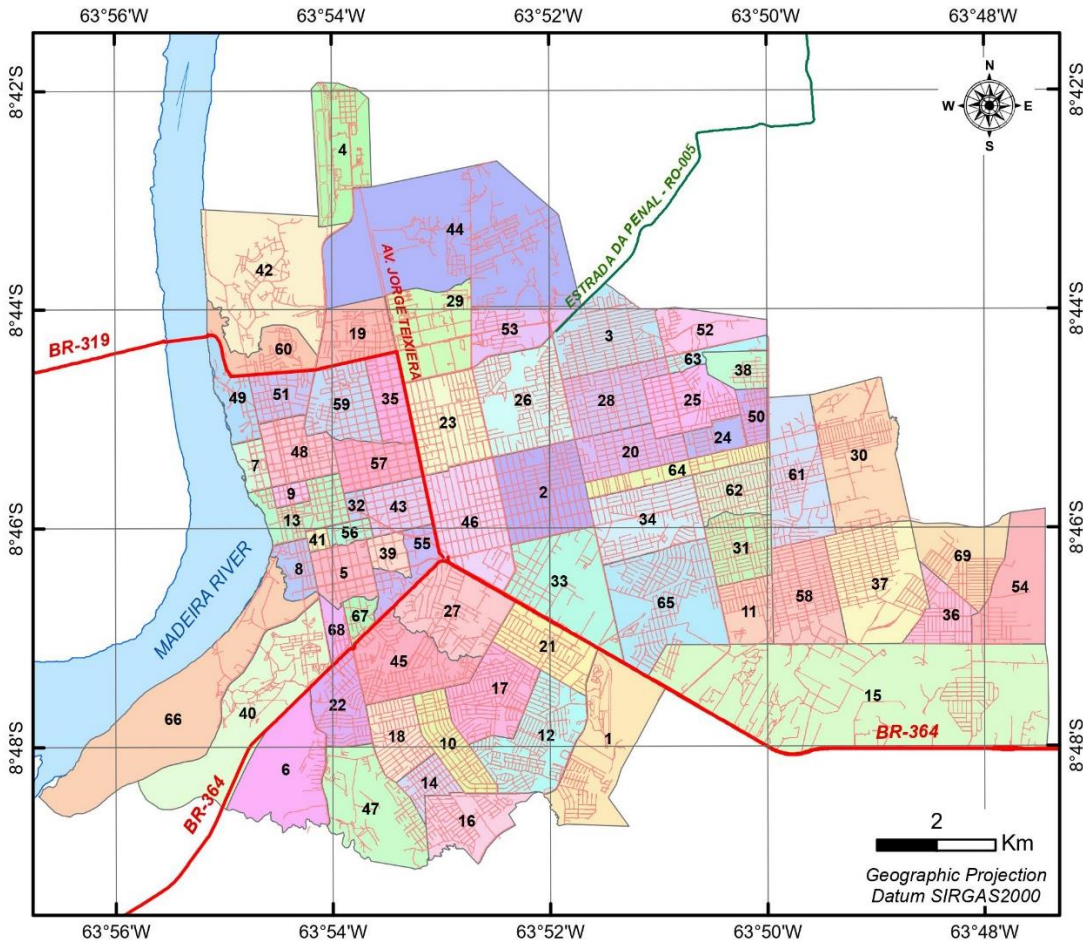 63°56'W 63°54'W 63°52'W 63°50'W 63°48'W
8°42'S 8°42'S
N
W E
S
4
ESTRADA DA PENAL - RO-005
44
42
AV. JORGE TEIXIERA
29
8°44'S 8°44'S
19 53 3 52
BR-319
60 63
38
49 51 59 35 26 28 25
23 50
48 24
7 57 20 61 30
64
9 2 62
32 43 46 34
13
8°46'S 8°46'S
41 56 55 31 69
8 5 39 33 37 54
65 11 58 36
MADEIRA RIVER
27
68 67
21
45
17 15
66 40 22
18 12 1 BR-364
8°48'S 10 8°48'S
6
14
47 16
BR-364
2
Km
Geographic Projection
Datum SIRGAS2000
63°56'W 63°54'W 63°52'W 63°50'W 63°48'W